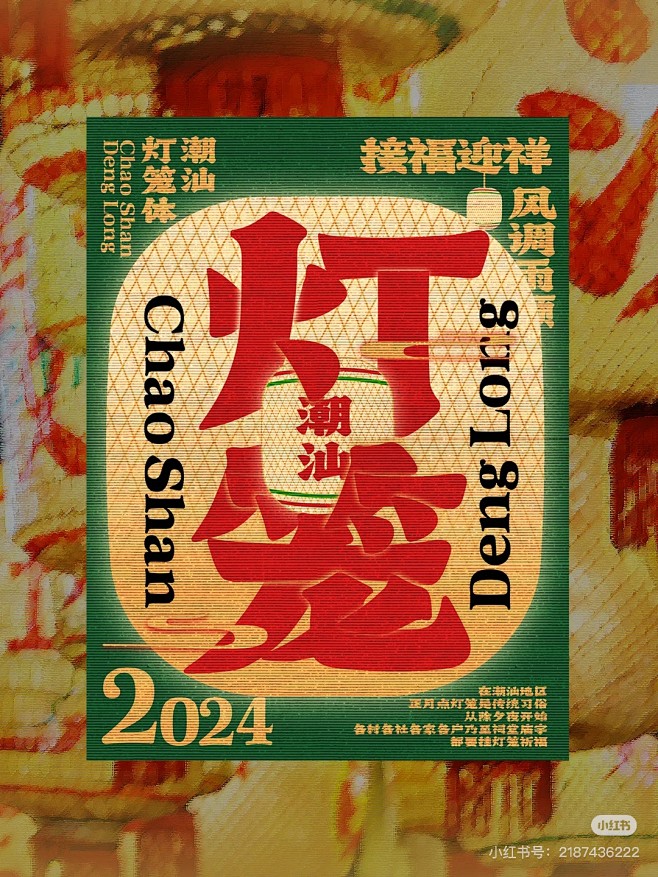 潮汕
灯笼体
Chao Shan
Deng Long
接福迎祥
风调雨顺
灯笼
潮汕
Chao Shan
Deng Long
2024
在潮汕地区
正月点灯笼是传统习俗
从除夕夜开始
各村各社各家各户乃至祠堂庙宇
都要挂灯笼祈福
小红书
小红书号：2187436222